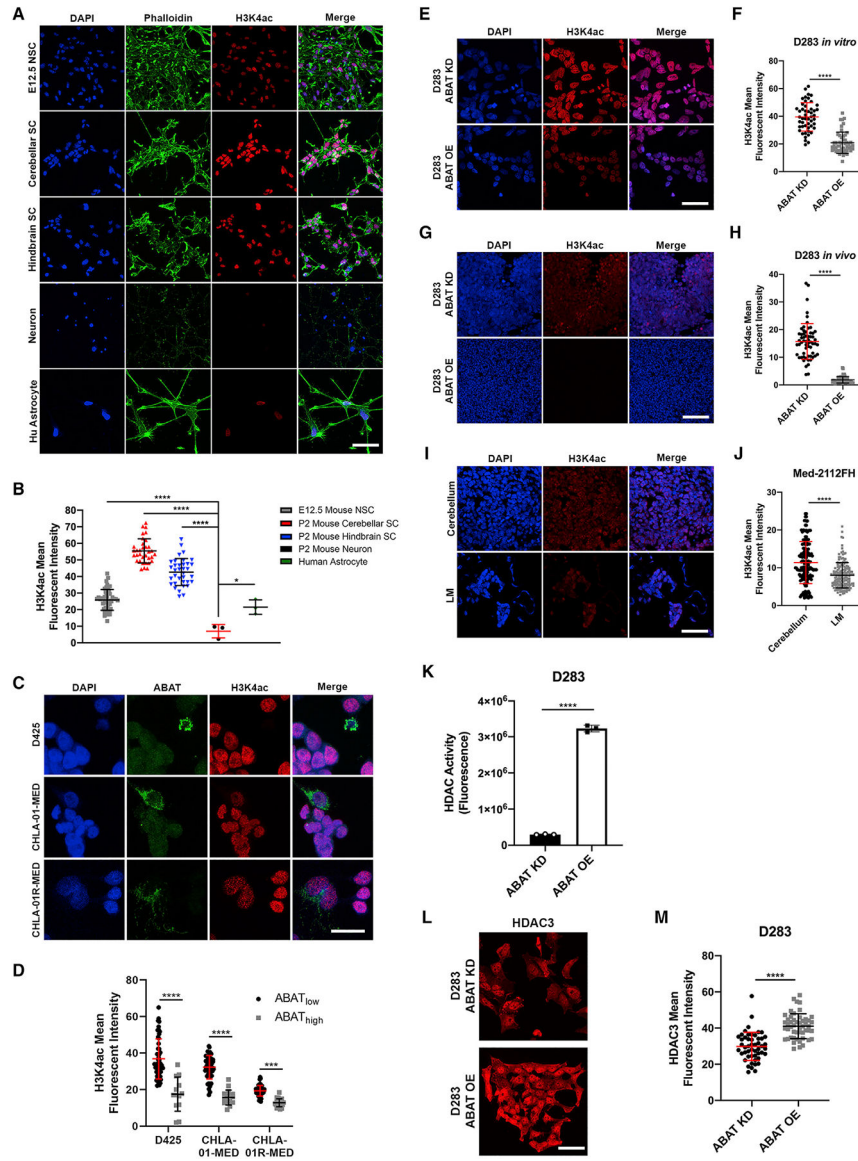 A
DAPI Phalloidin H3K4ac Merge
E12.5 NSC
Cerebellar SC
Hindbrain SC
Neuron
Hu Astrocyte
B
H3K4ac Mean
Fluorescent Intensity
80
70
60
50
40
30
20
10
0
****
****
****
*
E12.5 Mouse NSC
P2 Mouse Cerebellar SC
P2 Mouse Hindbrain SC
P2 Mouse Neuron
Human Astrocyte
C
DAPI ABAT H3K4ac Merge
D425
CHLA-01-MED
CHLA-01R-MED
D
H3K4ac Mean
Fluorescent Intensity
80
60
40
20
0
****
****
***
ABATlow
ABAThigh
D425 CHLA-01-MED CHLA-01R-MED
E
DAPI H3K4ac Merge
D283
ABAT KD
D283
ABAT OE
F
D283 in vitro
H3K4ac Mean
Fluorescent Intensity
80
60
40
20
0
****
ABAT KD ABAT OE
G
DAPI H3K4ac Merge
D283
ABAT KD
D283
ABAT OE
H
D283 in vivo
H3K4ac Mean
Flourescent Intensity
40
30
20
10
0
****
ABAT KD ABAT OE
I
DAPI H3K4ac Merge
Cerebellum
LM
J
Med-2112FH
H3K4ac Mean
Flourescent Intensity
30
20
10
0
****
Cerebellum LM
K
D283
HDAC Activity
(Fluorescence)
4×10⁶
3×10⁶
2×10⁶
1×10⁶
0
****
ABAT KD ABAT OE
L
HDAC3
D283
ABAT KD
D283
ABAT OE
M
D283
HDAC3 Mean
Fluorescent Intensity
80
60
40
20
0
****
ABAT KD ABAT OE